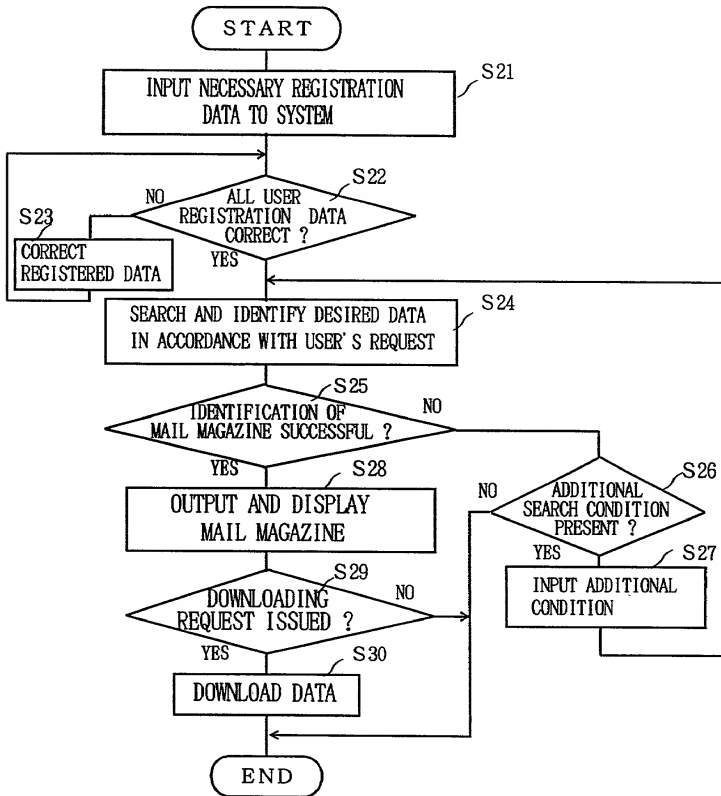 START
S21
INPUT NECESSARY REGISTRATION
DATA TO SYSTEM
S22
NO
ALL USER
REGISTRATION DATA
CORRECT ?
S23
CORRECT
REGISTERED DATA
YES
S24
SEARCH AND IDENTIFY DESIRED DATA
IN ACCORDANCE WITH USER'S REQUEST
S25
NO
IDENTIFICATION OF
MAIL MAGAZINE SUCCESSFUL ?
YES
S28
OUTPUT AND DISPLAY
MAIL MAGAZINE
S26
NO
ADDITIONAL
SEARCH CONDITION
PRESENT ?
YES
S27
INPUT ADDITIONAL
CONDITION
S29
DOWNLOADING
REQUEST ISSUED ?
NO
YES
S30
DOWNLOAD DATA
END